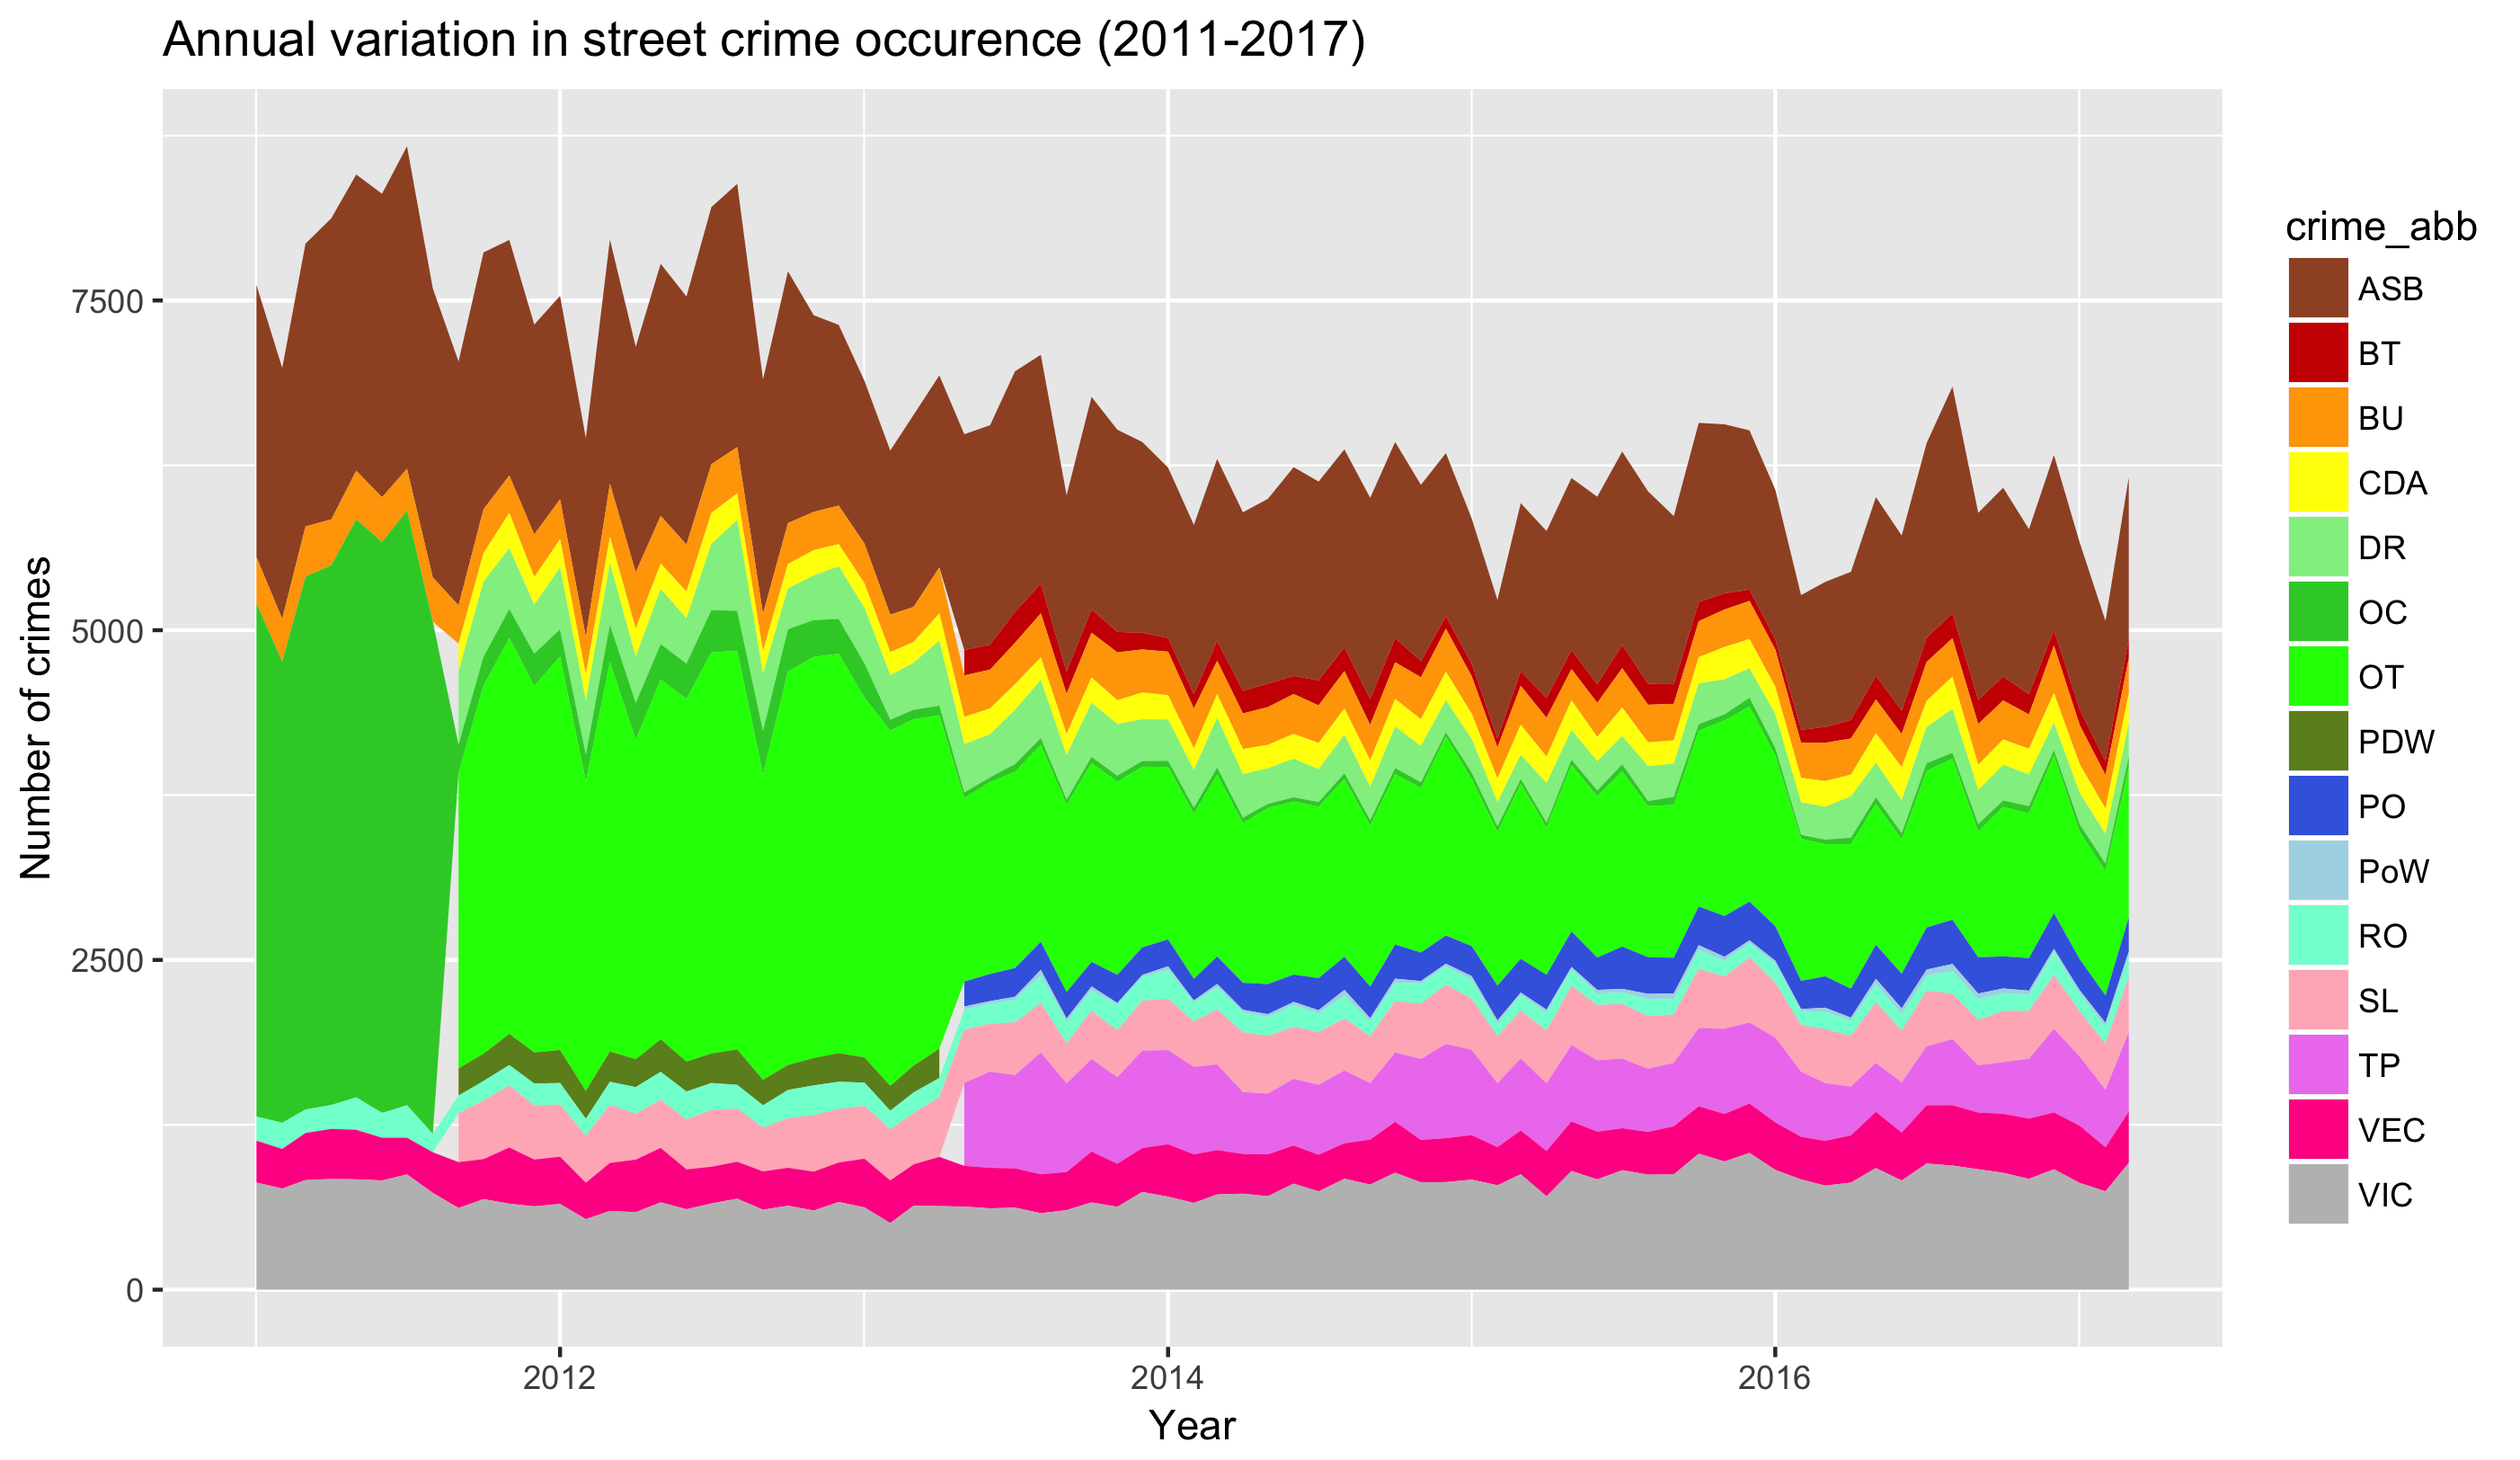 Annual variation in street crime occurence (2011-2017)
Number of crimes
7500
5000
2500
0
2012
2014
2016
Year
crime_abb
ASB
BT
BU
CDA
DR
OC
OT
PDW
PO
PoW
RO
SL
TP
VEC
VIC